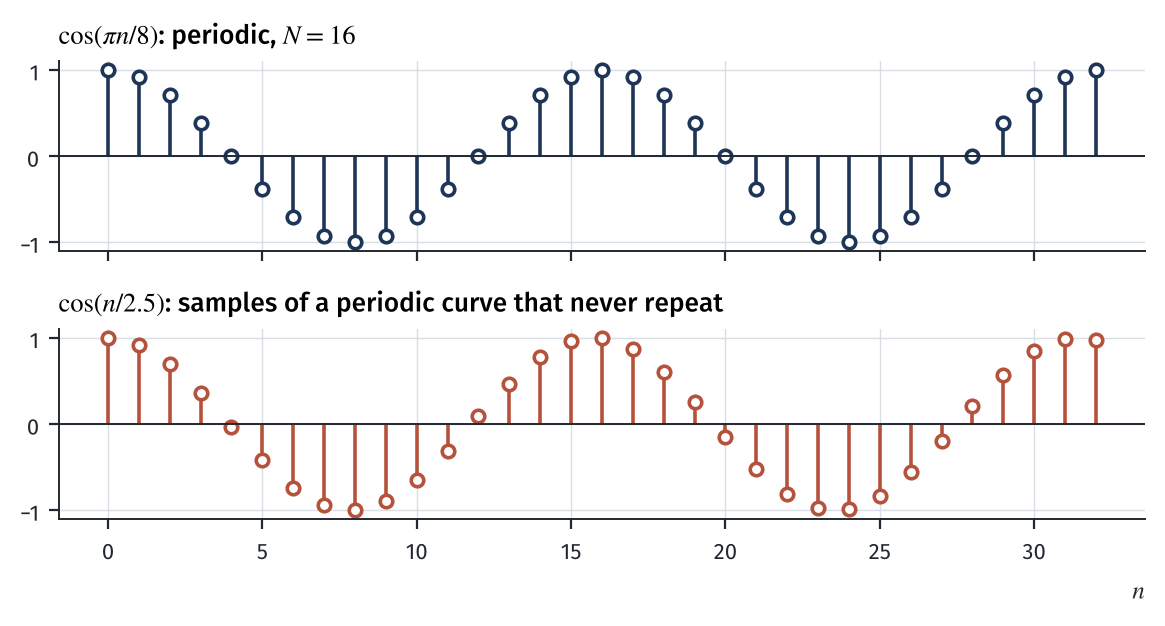 cos(πn/8): periodic, N = 16
1
0
−1
cos(n/2.5): samples of a periodic curve that never repeat
1
0
−1
0 5 10 15 20 25 30
n